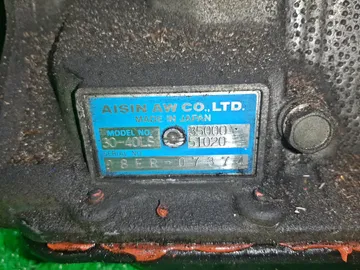 AISIN AW CO.,LTD.
MADE IN JAPAN
MODEL NO. 35000
30-40LS 51020